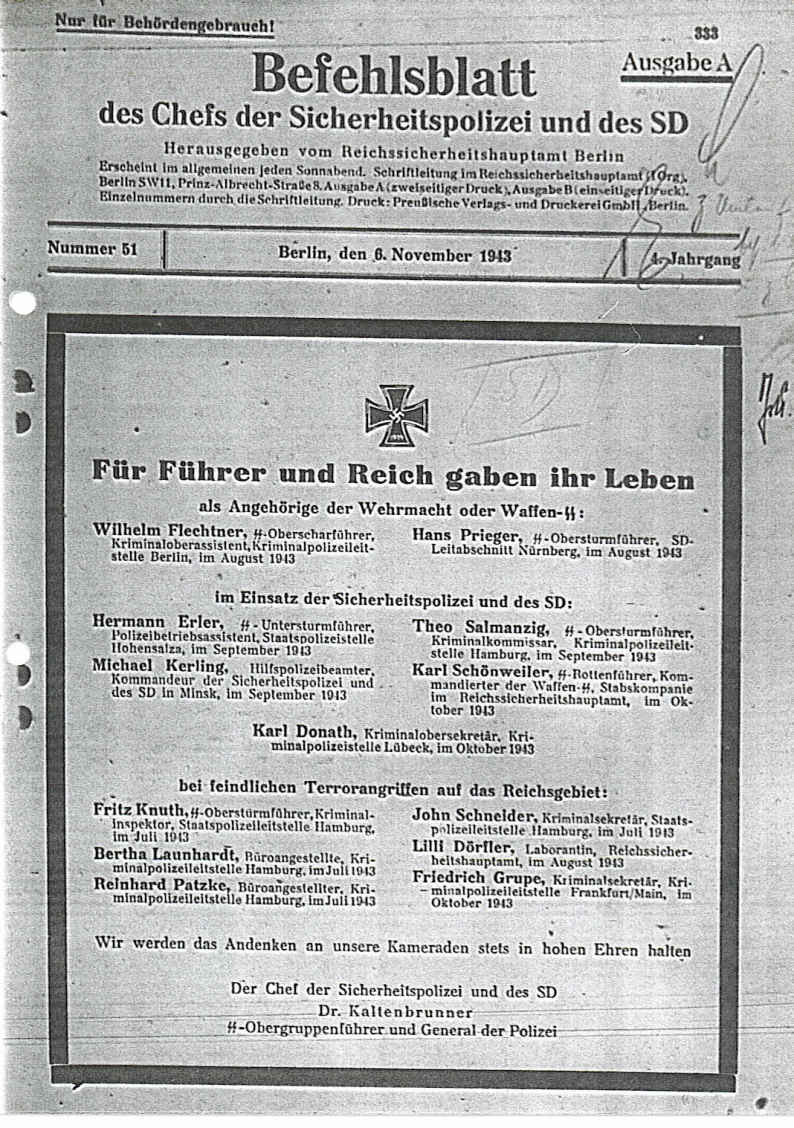 Nur für Behördengebrauch!
333
Ausgabe A
Befehlsblatt
des Chefs der Sicherheitspolizei und des SD
Herausgegeben vom Reichssicherheitshauptamt Berlin
Erscheint im allgemeinen jeden Sonnabend. Schriftleitung im Reichssicherheitshauptamt (Org).
Berlin SW11, Prinz-Albrecht-Straße 8. Ausgabe A (zweiseitiger Druck), Ausgabe B (einseitiger Druck).
Einzelnummern durch die Schriftleitung. Druck: Preußische Verlags- und Druckerei GmbH, Berlin.
Nummer 51
Berlin, den 6. November 1943
4. Jahrgang
SD
Für Führer und Reich gaben ihr Leben
als Angehörige der Wehrmacht oder Waffen-SS:
Wilhelm Flechtner, SS-Oberscharführer,
Kriminaloberassistent, Kriminalpolizeileit-
stelle Berlin, im August 1943
Hans Prieger, SS-Obersturmführer, SD-
Leitabschnitt Nürnberg, im August 1943
im Einsatz der Sicherheitspolizei und des SD:
Hermann Erler, SS-Untersturmführer,
Polizeibetriebsassistent, Staatspolizeistelle
Hohensalza, im September 1943
Michael Kerling, Hilfspolizeibeamter,
Kommandeur der Sicherheitspolizei und
des SD in Minsk, im September 1943
Theo Salmanzig, SS-Obersturmführer,
Kriminalkommissar, Kriminalpolizeileit-
stelle Hamburg, im September 1943
Karl Schönweiler, SS-Rottenführer, Kom-
mandierter der Waffen-SS, Stabskompanie
im Reichssicherheitshauptamt, im Ok-
tober 1943
Karl Donath, Kriminalobersekretär, Kri-
minalpolizeistelle Lübeck, im Oktober 1943
bei feindlichen Terrorangriffen auf das Reichsgebiet:
Fritz Knuth, SS-Obersturmführer, Kriminal-
inspektor, Staatspolizeileitstelle Hamburg,
im Juli 1943
Bertha Launhardt, Büroangestellte, Kri-
minalpolizeileitstelle Hamburg, im Juli 1943
Reinhard Patzke, Büroangestellter, Kri-
minalpolizeileitstelle Hamburg, im Juli 1943
John Schneider, Kriminalsekretär, Staats-
polizeileitstelle Hamburg, im Juli 1943
Lilli Dörfler, Laborantin, Reichssicher-
heitshauptamt, im August 1943
Friedrich Grupe, Kriminalsekretär, Kri-
minalpolizeileitstelle Frankfurt/Main, im
Oktober 1943
Wir werden das Andenken an unsere Kameraden stets in hohen Ehren halten
Der Chef der Sicherheitspolizei und des SD
Dr. Kaltenbrunner
SS-Obergruppenführer und General der Polizei